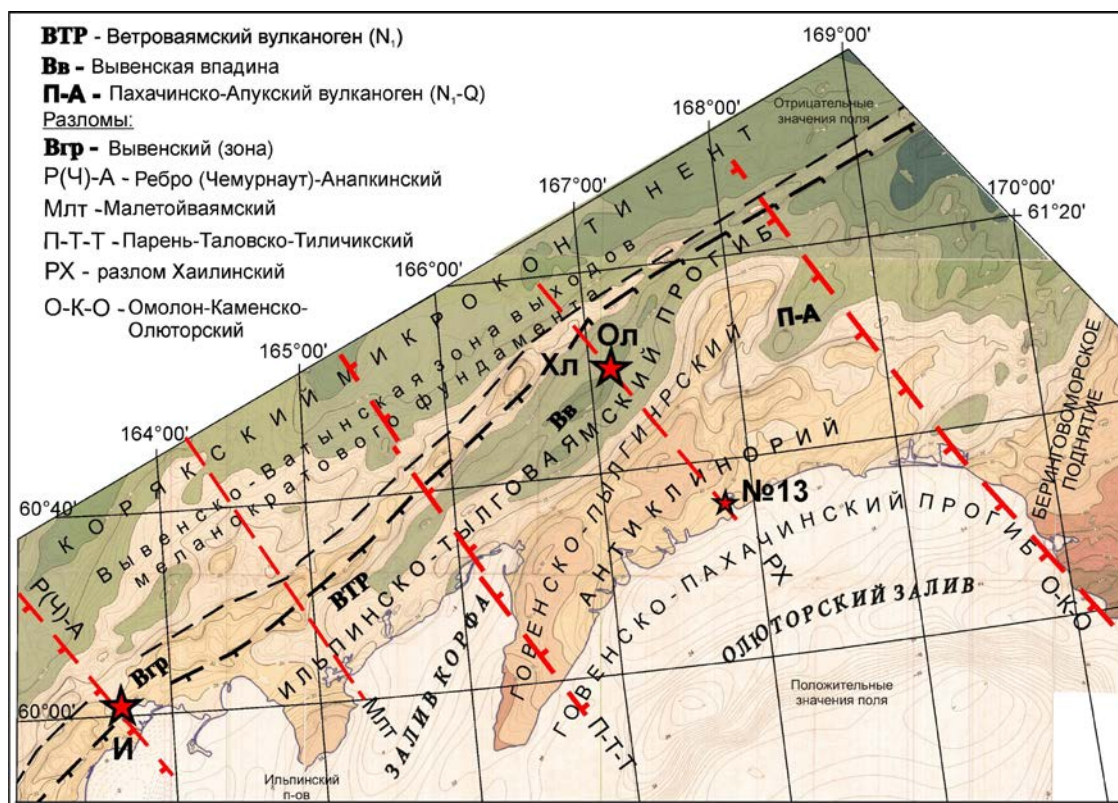 ВТР - Ветроваямский вулканоген (N₁)
Вв - Вывенская впадина
П-А - Пахачинско-Апукский вулканоген (N₁-Q)
Разломы:
Вгр - Вывенский (зона)
Р(Ч)-А - Ребро (Чемурнаут)-Анапкинский
Млт -Малетойваямский
П-Т-Т - Парень-Таловско-Тиличикский
РХ - разлом Хаилинский
О-К-О - Омолон-Каменско-
Олюторский
169°00'
Отрицательные
значения поля
168°00'
167°00'
170°00'
61°20'
166°00'
165°00'
164°00'
60°40'
60°00'
КОРЯКСКИЙ МИКРОКОНТИНЕНТ
Вывенско-Ватынская зона выходов
меланократового фундамента
ИЛЬПИНСКО-ТЫЛГОВАЯМСКИЙ ПРОГИБ
ГОВЕНСКО-ПЫЛГИНРСКИЙ
АНТИКЛИНОРИЙ
ГОВЕНСКО-ПАХАЧИНСКИЙ ПРОГИБ
БЕРИНГОВОМОРСКОЕ
ПОДНЯТИЕ
П-А
Ол
Хл
Вв
№13
РХ
ВТР
Р(Ч)-А
Вгр
И
Млт
ЗАЛИВ КОРФА
ОЛЮТОРСКИЙ ЗАЛИВ
О-К-О
П-Т-Т
Положительные
значения поля
Ильпинский
п-ов